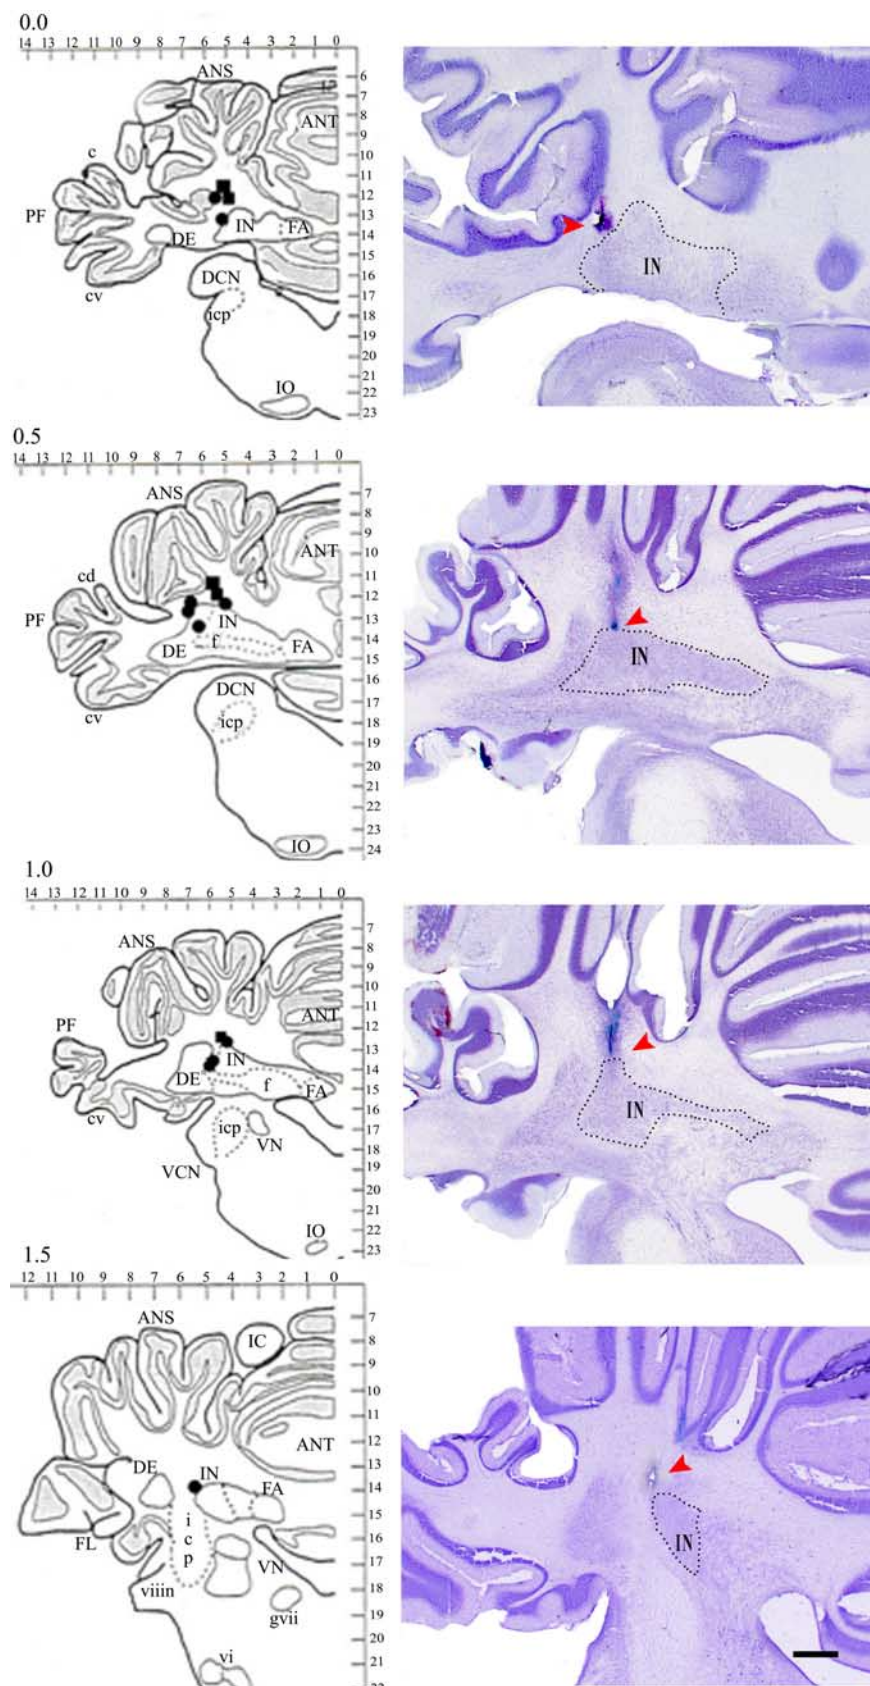 0.0
14 13 12 11 10 9 8 7 6 5 4 3 2 1 0
ANS
6
7
8
ANT
9
10
c
11
12
PF
13
IN
FA
DE
14
15
DCN
16
cv
17
icp
18
19
20
IO
21
22
23
IN
0.5
14 13 12 11 10 9 8 7 6 5 4 3 2 1 0
ANS
7
8
9
ANT
10
11
cd
12
PF
IN
13
DE
f
FA
14
15
DCN
16
cv
icp
17
18
19
20
21
22
23
IO
24
IN
1.0
14 13 12 11 10 9 8 7 6 5 4 3 2 1 0
ANS
7
8
9
10
ANT
11
12
PF
IN
13
DE
f
FA
14
15
cv
icp
VN
16
17
VCN
18
19
20
21
IO
22
23
IN
1.5
12 11 10 9 8 7 6 5 4 3 2 1 0
ANS
IC
7
8
9
10
11
ANT
12
DE
IN
13
FA
14
i
c
p
15
FL
VN
16
17
viiin
18
gvii
19
20
vi
21
IN